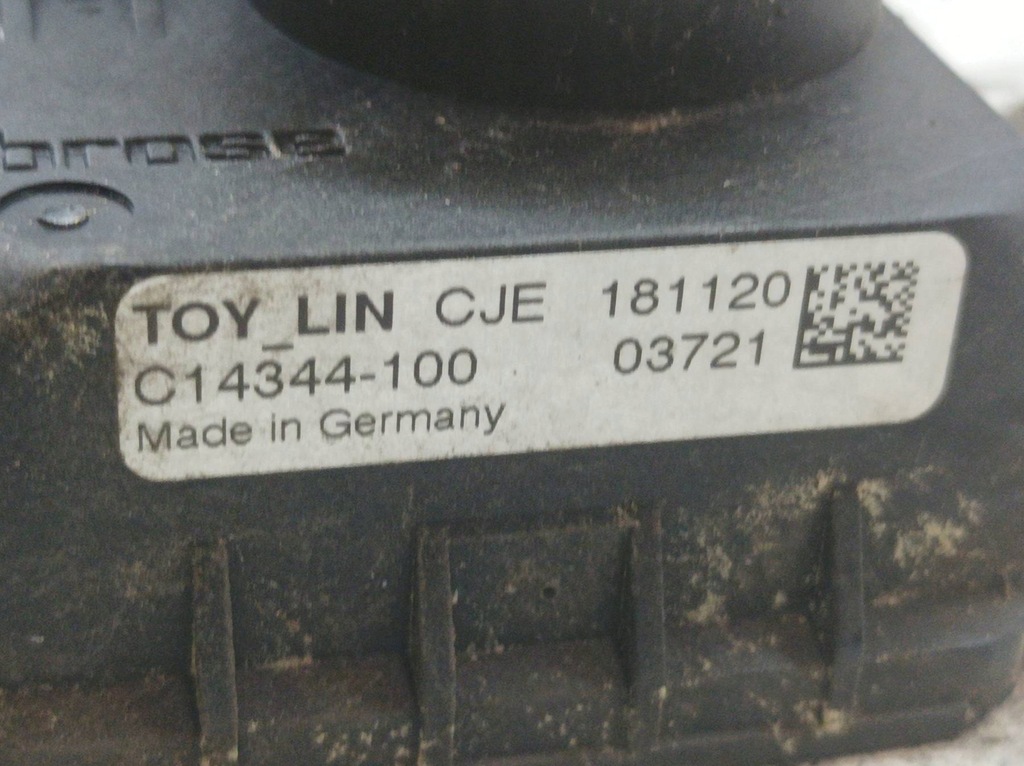 brose
TOY_LIN CJE 181120
C14344-100 03721
Made in Germany